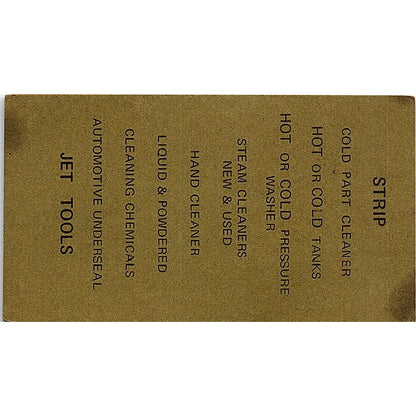 STRIP
COLD PART CLEANER
HOT OR COLD TANKS
HOT OR COLD PRESSURE
WASHER
STEAM CLEANERS
NEW & USED
HAND CLEANER
LIQUID & POWDERED
CLEANING CHEMICALS
AUTOMOTIVE UNDERSEAL
JET TOOLS